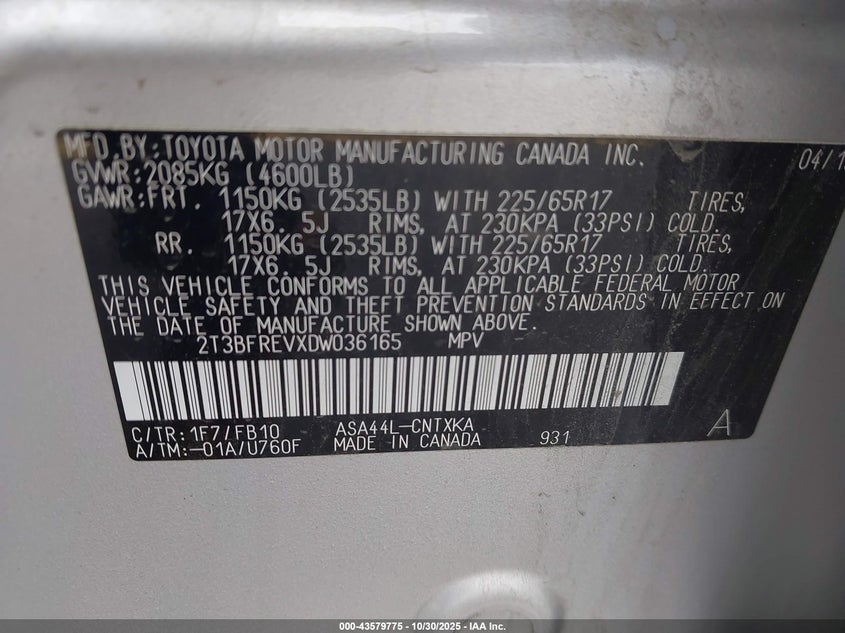 MFD.BY:TOYOTA MOTOR MANUFACTURING CANADA INC. 04/1
GVWR:2085KG (4600LB)
GAWR:FRT. 1150KG (2535LB) WITH 225/65R17 TIRES,
17X6. 5J RIMS, AT 230KPA (33PSI) COLD.
RR. 1150KG (2535LB) WITH 225/65R17 TIRES,
17X6. 5J RIMS, AT 230KPA (33PSI) COLD.
THIS VEHICLE CONFORMS TO ALL APPLICABLE FEDERAL MOTOR
VEHICLE SAFETY AND THEFT PREVENTION STANDARDS IN EFFECT ON
THE DATE OF MANUFACTURE SHOWN ABOVE.
2T3BFREVXDW036165 MPV
C/TR:1F7/FB10 ASA44L-CNTXKA
A/TM:-01A/U760F MADE IN CANADA 931 A
000-43579775 | 10/30/2025 - IAA Inc.